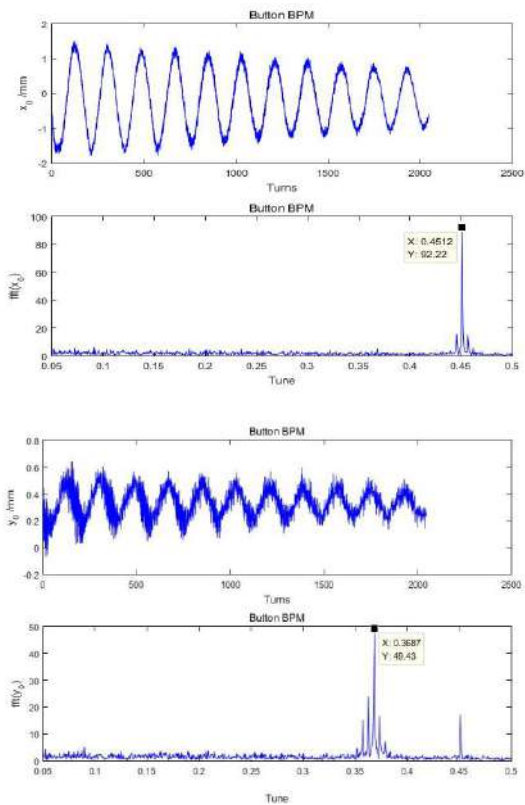 Button BPM
2
1
0
-1
-2
x0 /mm
0 500 1000 1500 2000 2500
Turns
Button BPM
100
80
60
40
20
0
fft(x0)
X: 0.4512
Y: 92.22
0.05 0.1 0.15 0.2 0.25 0.3 0.35 0.4 0.45 0.5
Tune
Button BPM
0.8
0.6
0.4
0.2
0
-0.2
y0 /mm
0 500 1000 1500 2000 2500
Turns
Button BPM
50
40
30
20
10
0
fft(y0)
X: 0.3687
Y: 49.43
0.05 0.1 0.15 0.2 0.25 0.3 0.35 0.4 0.45 0.5
Tune